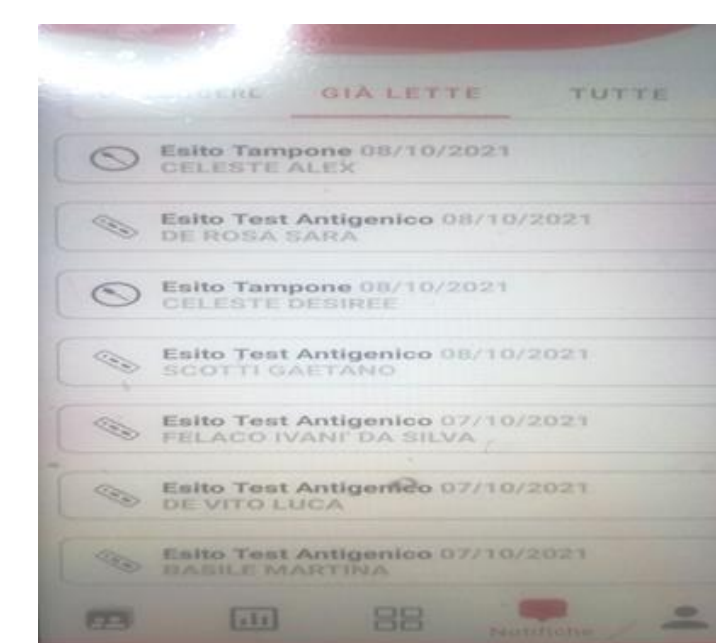 GIÀ LETTE
TUTTE
Esito Tampone 08/10/2021
CELESTE ALEX
Esito Test Antigenico 08/10/2021
DE ROSA SARA
Esito Tampone 08/10/2021
CELESTE DESIREE
Esito Test Antigenico 08/10/2021
SCOTTI GAETANO
Esito Test Antigenico 07/10/2021
FELACO IVANI' DA SILVA
Esito Test Antigenico 07/10/2021
DE VITO LUCA
Esito Test Antigenico 07/10/2021
BASILE MARTINA
Notifiche